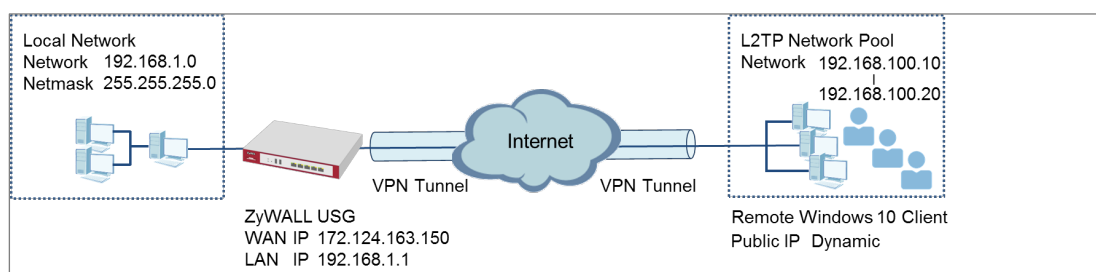 Local Network
Network 192.168.1.0
Netmask 255.255.255.0
L2TP Network Pool
Network 192.168.100.10
192.168.100.20
Internet
VPN Tunnel
VPN Tunnel
ZyWALL USG
WAN IP 172.124.163.150
LAN IP 192.168.1.1
Remote Windows 10 Client
Public IP Dynamic